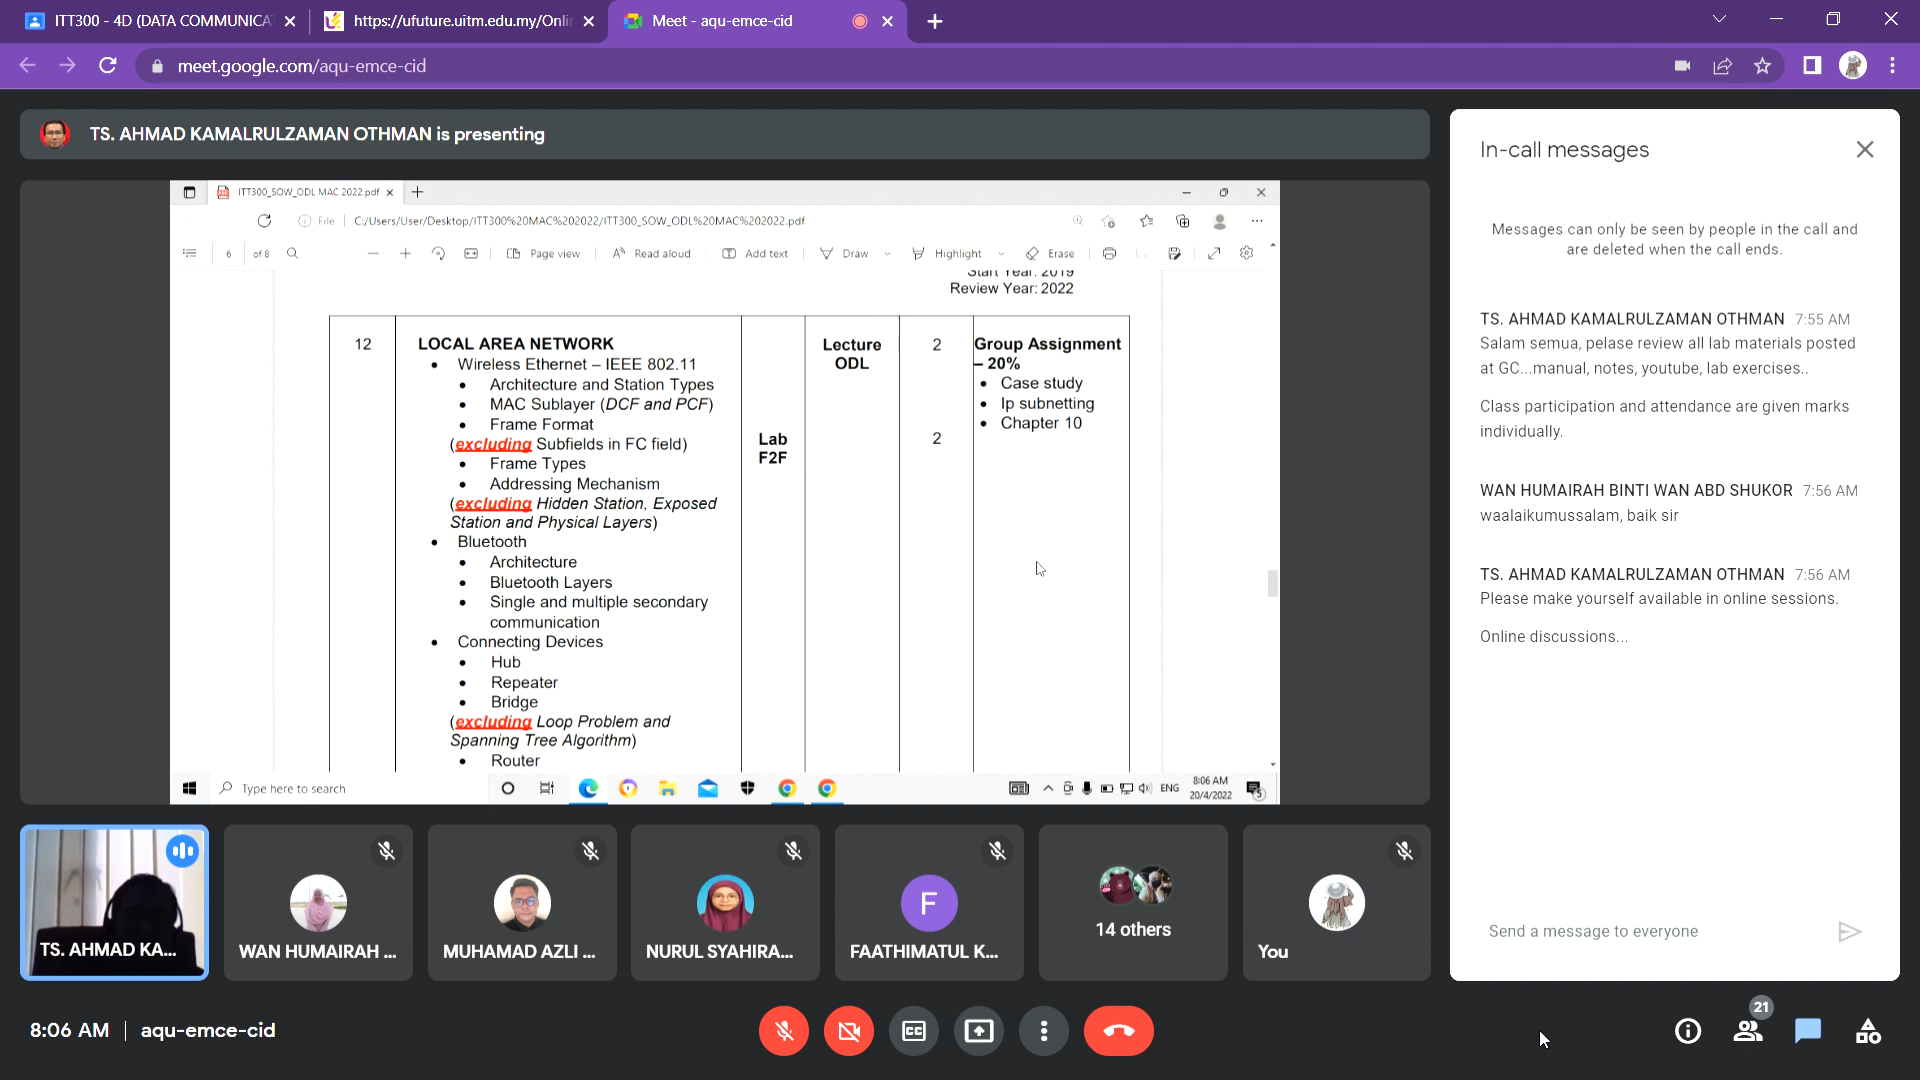 ITT300 - 4D (DATA COMMUNICA
https://ufuture.uitm.edu.my/Onli
Meet - aqu-emce-cid
meet.google.com/aqu-emce-cid
TS. AHMAD KAMALRULZAMAN OTHMAN is presenting
ITT300_SOW_ODL MAC 2022.pdf
File
C:/Users/User/Desktop/ITT300%20MAC%202022/ITT300_SOW_ODL%20MAC%202022.pdf
6 of 8
Page view
Read aloud
Add text
Draw
Highlight
Erase
Start Year: 2019
Review Year: 2022
12
LOCAL AREA NETWORK
• Wireless Ethernet – IEEE 802.11
• Architecture and Station Types
• MAC Sublayer (DCF and PCF)
• Frame Format
(excluding Subfields in FC field)
• Frame Types
• Addressing Mechanism
(excluding Hidden Station, Exposed
Station and Physical Layers)
• Bluetooth
• Architecture
• Bluetooth Layers
• Single and multiple secondary
communication
• Connecting Devices
• Hub
• Repeater
• Bridge
(excluding Loop Problem and
Spanning Tree Algorithm)
• Router
Lab
F2F
Lecture
ODL
2
2
Group Assignment
– 20%
• Case study
• Ip subnetting
• Chapter 10
Type here to search
ENG
8:06 AM
20/4/2022
5
TS. AHMAD KA...
WAN HUMAIRAH ...
MUHAMAD AZLI ...
NURUL SYAHIRA...
F
FAATHIMATUL K...
14 others
You
8:06 AM | aqu-emce-cid
CC
21
In-call messages
Messages can only be seen by people in the call and
are deleted when the call ends.
TS. AHMAD KAMALRULZAMAN OTHMAN 7:55 AM
Salam semua, pelase review all lab materials posted
at GC...manual, notes, youtube, lab exercises..
Class participation and attendance are given marks
individually.
WAN HUMAIRAH BINTI WAN ABD SHUKOR 7:56 AM
waalaikumussalam, baik sir
TS. AHMAD KAMALRULZAMAN OTHMAN 7:56 AM
Please make yourself available in online sessions.
Online discussions...
Send a message to everyone